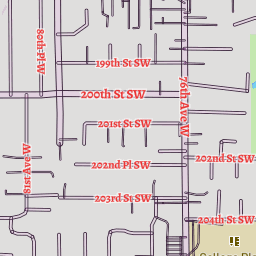 80th Pl W
199th St SW
76th Ave W
200th St SW
201st St SW
81st Ave W
202nd Pl SW
202nd St SW
203rd St SW
204th St SW